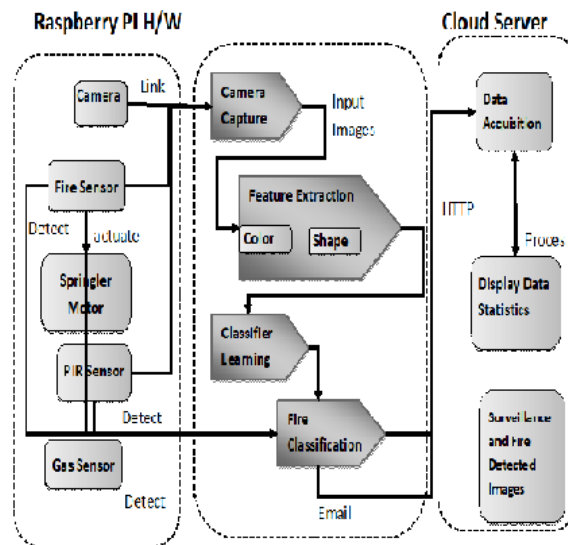 Raspberry PI H/W
Cloud Server
Camera
Link
Fire Sensor
Detect
actuate
Springler
Motor
PIR Sensor
Detect
Gas Sensor
Detect
Camera
Capture
Input
Images
Feature Extraction
Color
Shape
Classifier
Learning
Fire
Classification
Email
Data
Acquisition
HTTP
Proces
Display Data
Statistics
Surveillance
and Fire
Detected
Images